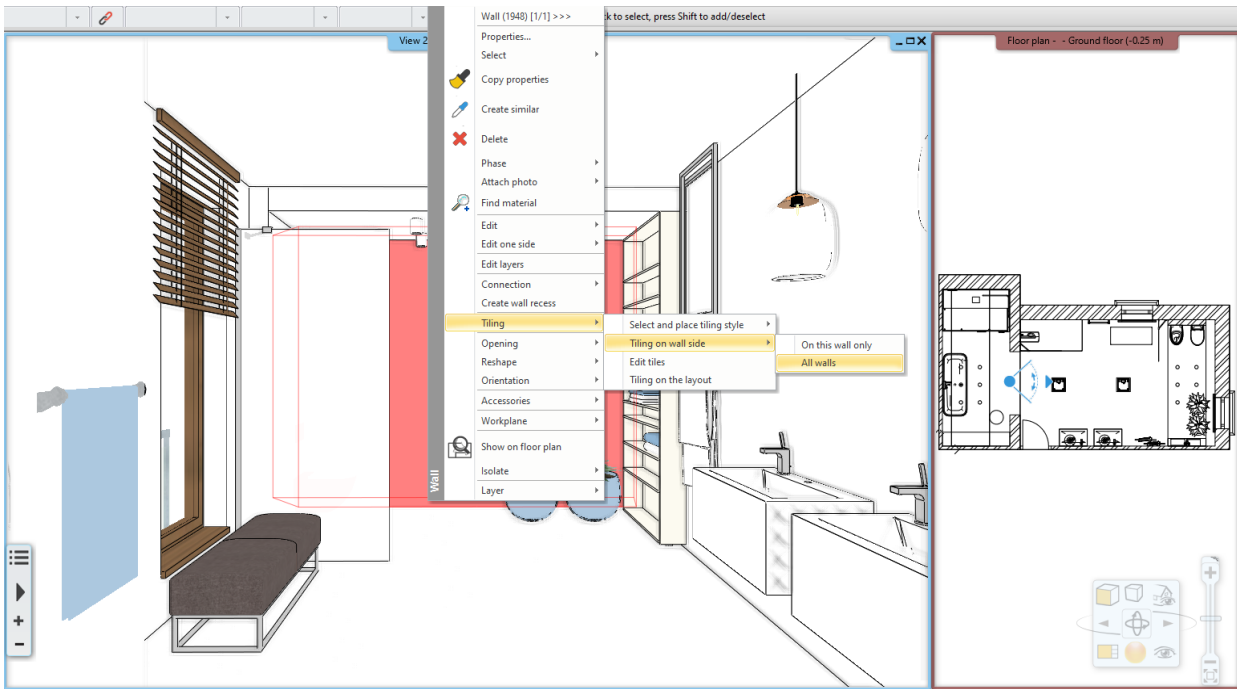 Wall (1948) [1/1] >>>
to select, press Shift to add/deselect
View 2
Floor plan - - Ground floor (-0.25 m)
Properties...
Select
Copy properties
Create similar
Delete
Phase
Attach photo
Find material
Edit
Edit one side
Edit layers
Connection
Create wall recess
Tiling
Opening
Reshape
Orientation
Accessories
Workplane
Show on floor plan
Isolate
Layer
Wall
Select and place tiling style
Tiling on wall side
Edit tiles
Tiling on the layout
On this wall only
All walls